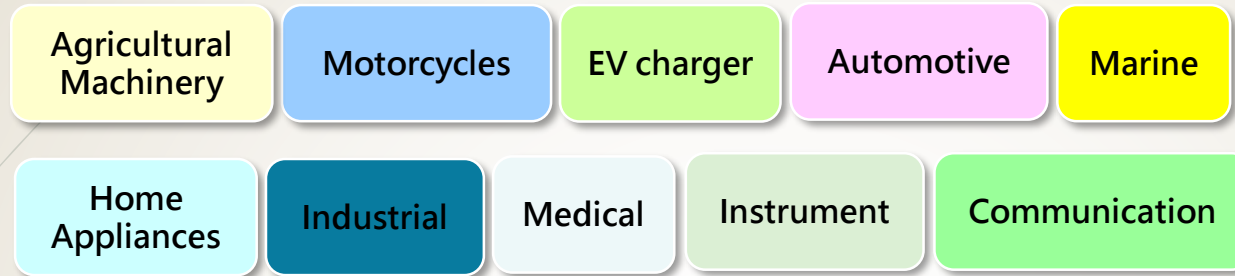 Agricultural
Machinery
Motorcycles
EV charger
Automotive
Marine
Home
Appliances
Industrial
Medical
Instrument
Communication